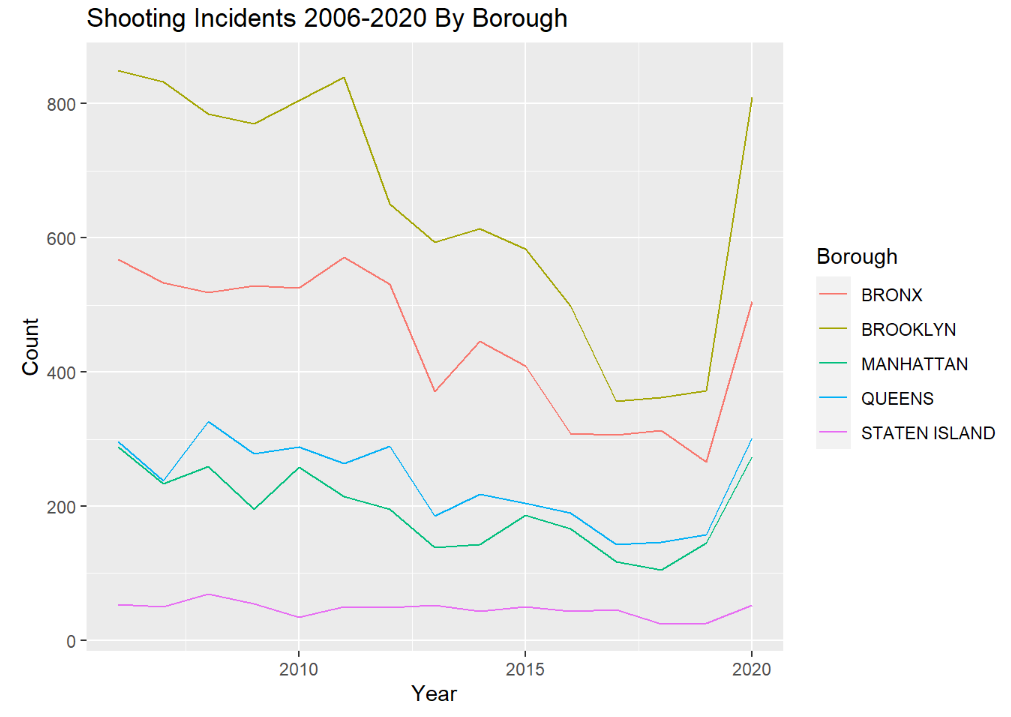 Shooting Incidents 2006-2020 By Borough
800
600
400
200
0
Count
2010
2015
2020
Year
Borough
BRONX
BROOKLYN
MANHATTAN
QUEENS
STATEN ISLAND